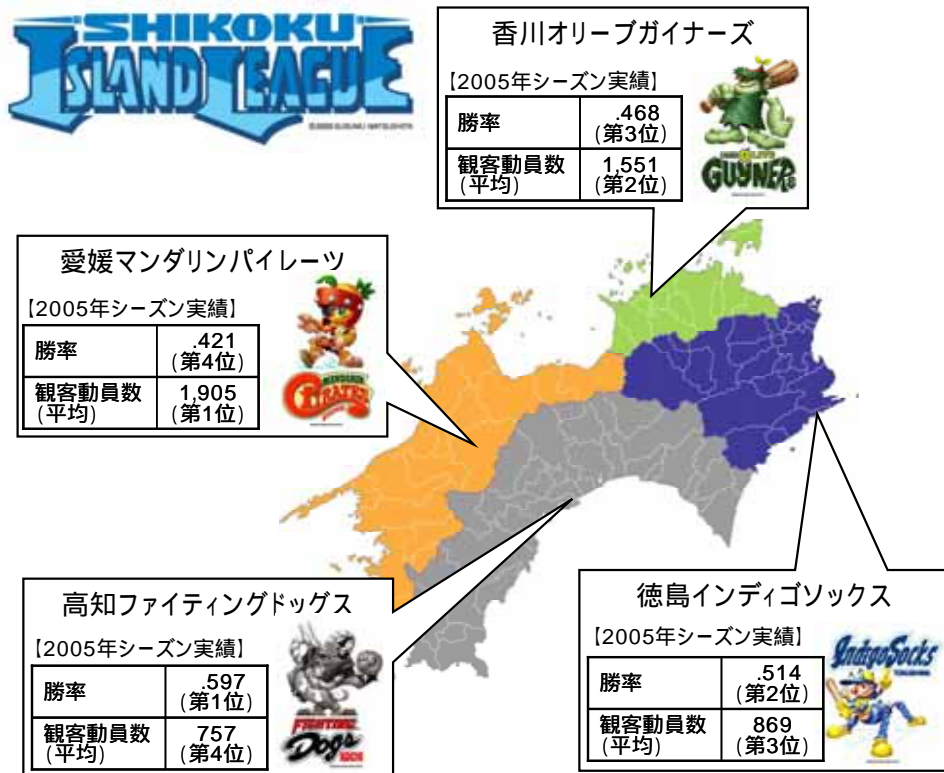 SHIKOKU
ISLAND LEAGUE
香川オリーブガイナーズ
【2005年シーズン実績】
勝率 .468
(第3位)
観客動員数
(平均) 1,551
(第2位)
GUYNERS
愛媛マンダリンパイレーツ
【2005年シーズン実績】
勝率 .421
(第4位)
観客動員数
(平均) 1,905
(第1位)
MANDARIN
PIRATES
高知ファイティングドッグス
【2005年シーズン実績】
勝率 .597
(第1位)
観客動員数
(平均) 757
(第4位)
FIGHTING
Dogs
徳島インディゴソックス
【2005年シーズン実績】
勝率 .514
(第2位)
観客動員数
(平均) 869
(第3位)
IndigoSocks